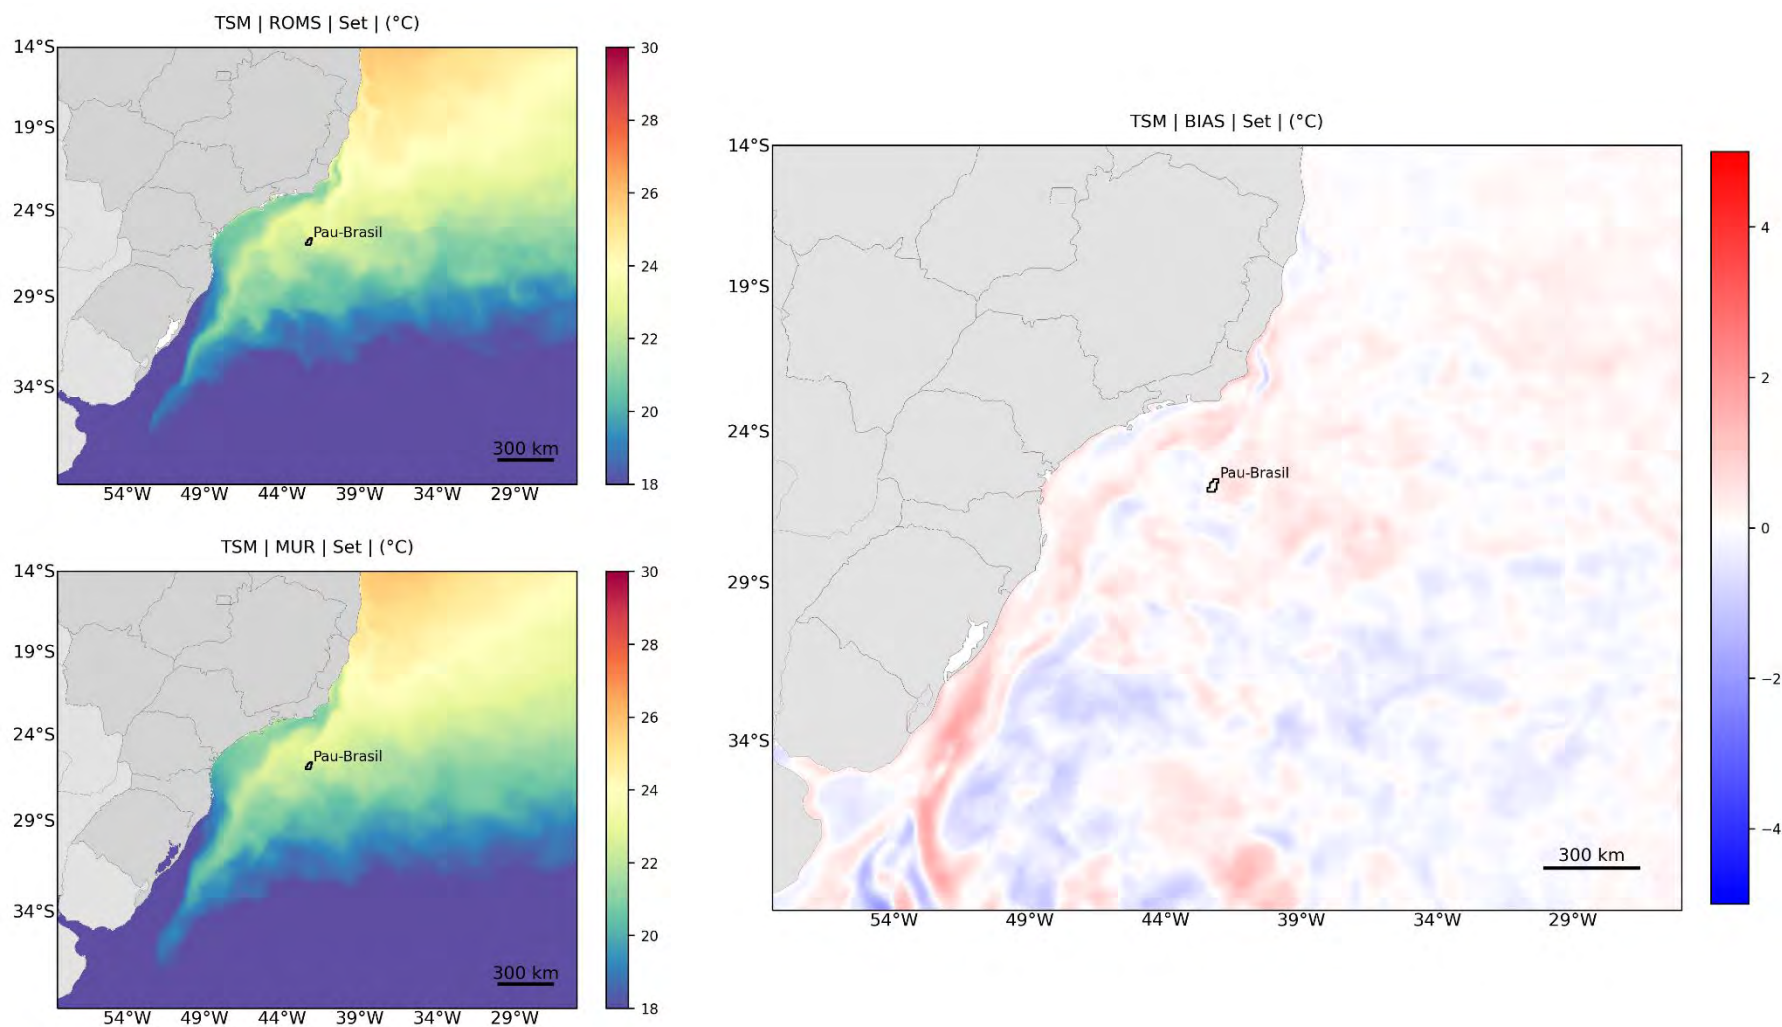 TSM | ROMS | Set | (°C)
14°S
19°S
24°S
29°S
34°S
Pau-Brasil
300 km
54°W 49°W 44°W 39°W 34°W 29°W
30
28
26
24
22
20
18
TSM | MUR | Set | (°C)
14°S
19°S
24°S
29°S
34°S
Pau-Brasil
300 km
54°W 49°W 44°W 39°W 34°W 29°W
30
28
26
24
22
20
18
TSM | BIAS | Set | (°C)
14°S
19°S
24°S
29°S
34°S
Pau-Brasil
300 km
54°W 49°W 44°W 39°W 34°W 29°W
4
2
0
−2
−4